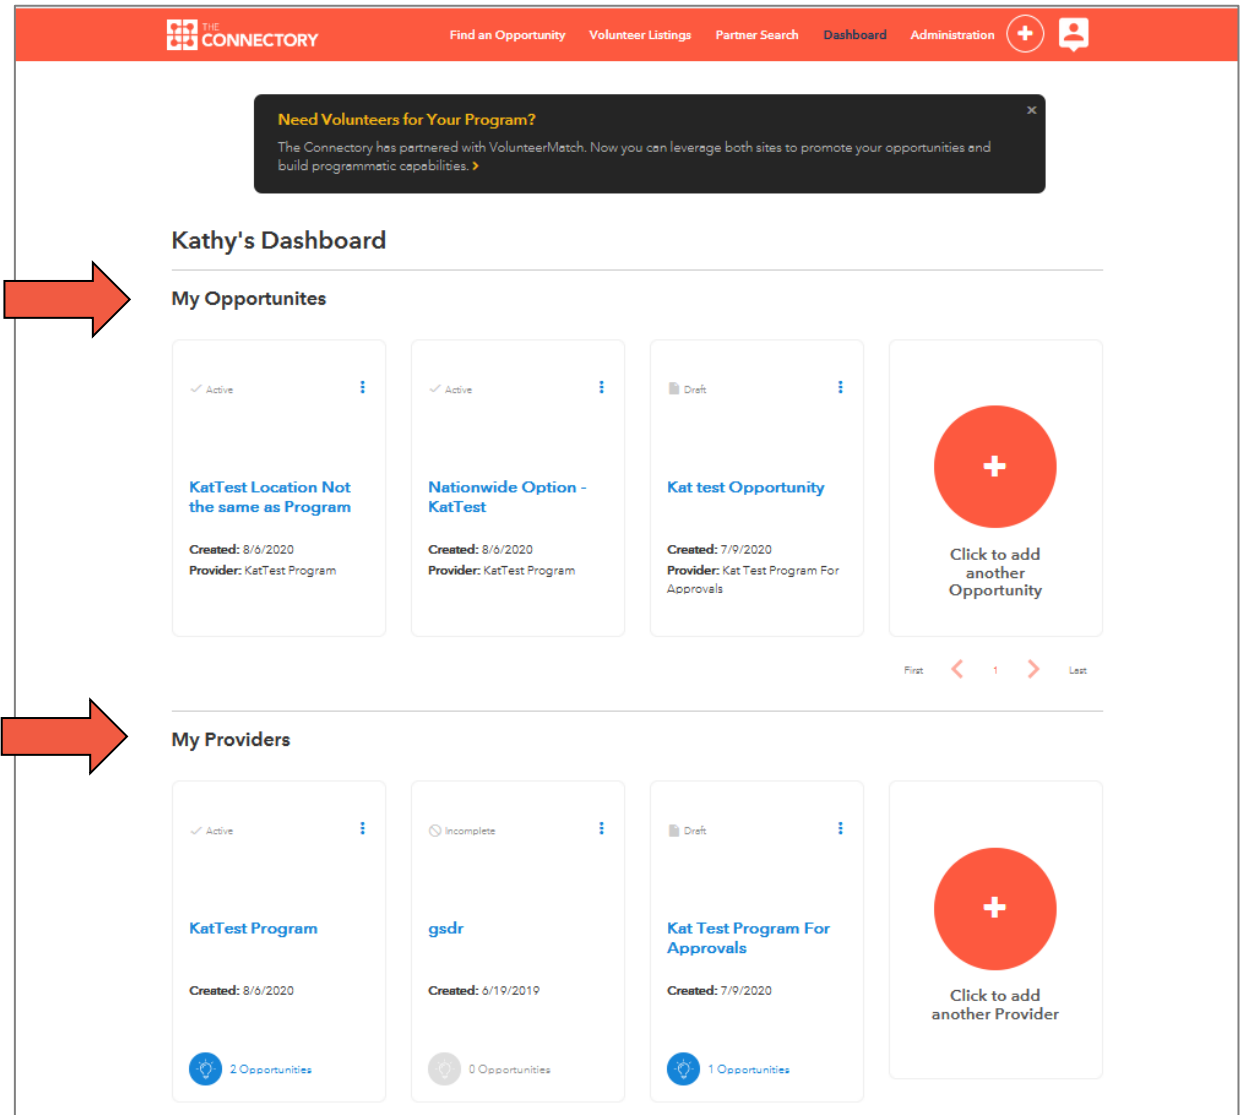 THE
CONNECTORY
Find an Opportunity Volunteer Listings Partner Search Dashboard Administration
Need Volunteers for Your Program?
The Connectory has partnered with VolunteerMatch. Now you can leverage both sites to promote your opportunities and
build programmatic capabilities.
Kathy's Dashboard
My Opportunites
Active
KatTest Location Not
the same as Program
Created: 8/6/2020
Provider: KatTest Program
Active
Nationwide Option -
KatTest
Created: 8/6/2020
Provider: KatTest Program
Draft
Kat test Opportunity
Created: 7/9/2020
Provider: Kat Test Program For
Approvals
Click to add
another
Opportunity
First 1 Last
My Providers
Active
KatTest Program
Created: 8/6/2020
2 Opportunities
Incomplete
gsdr
Created: 6/19/2019
0 Opportunities
Draft
Kat Test Program For
Approvals
Created: 7/9/2020
1 Opportunities
Click to add
another Provider